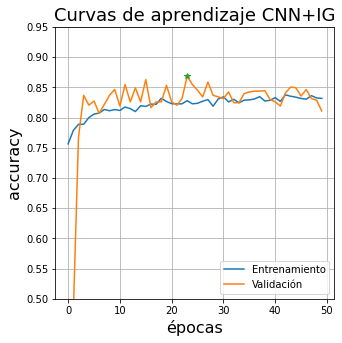 Curvas de aprendizaje CNN+IG
accuracy
0.95
0.90
0.85
0.80
0.75
0.70
0.65
0.60
0.55
0.50
0 10 20 30 40 50
épocas
Entrenamiento
Validación